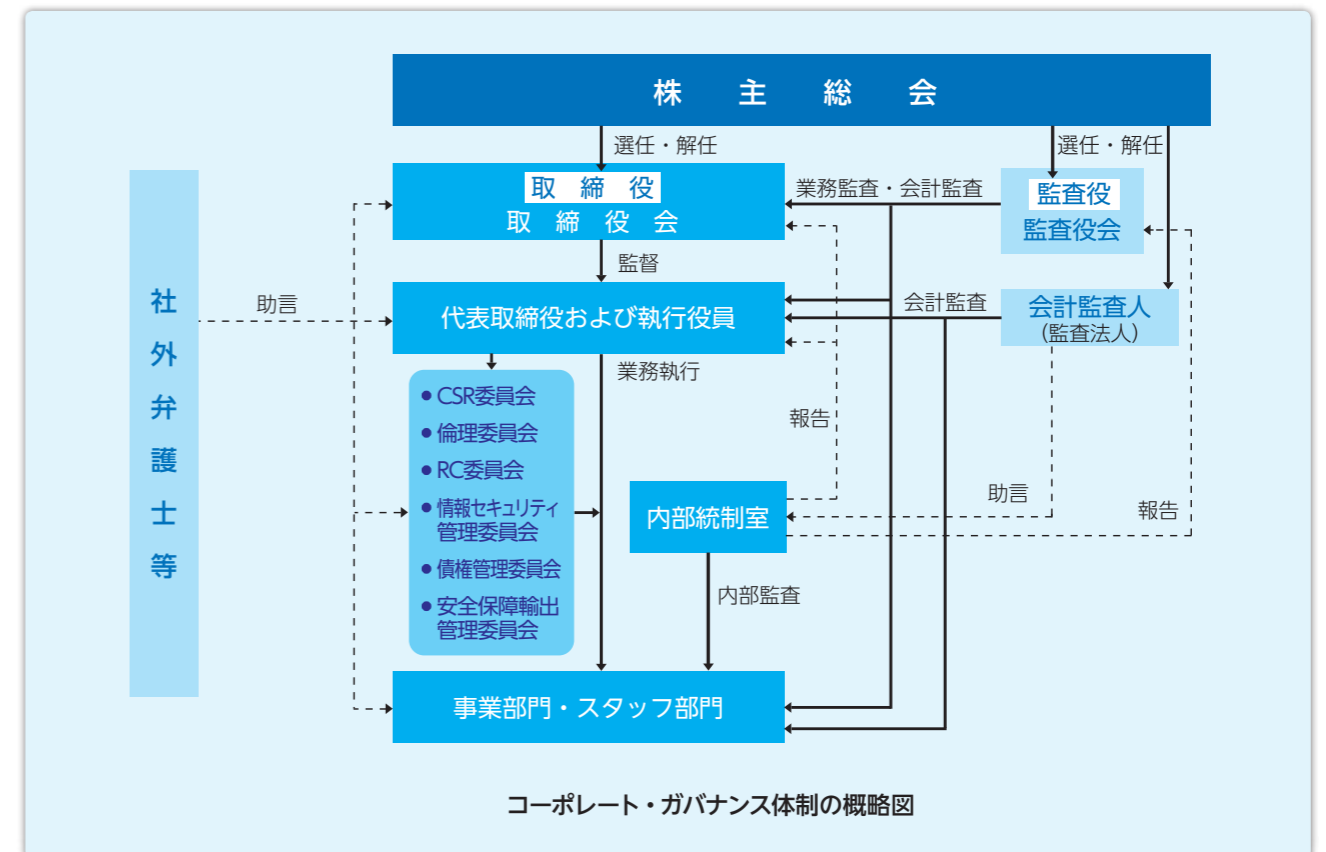 株主総会
選任・解任
選任・解任
取締役
取締役会
業務監査・会計監査
監査役
監査役会
監督
社外弁護士等
助言
代表取締役および執行役員
会計監査
会計監査人
(監査法人)
業務執行
●CSR委員会
●倫理委員会
●RC委員会
●情報セキュリティ
管理委員会
●債権管理委員会
●安全保障輸出
管理委員会
報告
内部統制室
助言
報告
内部監査
事業部門・スタッフ部門
コーポレート・ガバナンス体制の概略図